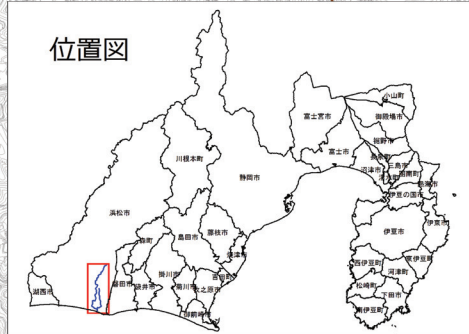 位置図
小山町
御殿場市
富士宮市
裾野市
富士市
長泉町
三島市
沼津市
函南町
清水町
熱海市
伊豆の国市
川根本町
静岡市
浜松市
伊東市
伊豆市
藤枝市
島田市
森町
焼津市
西伊豆町
東伊豆町
掛川市
吉田町
河津町
湖西市
磐田市
袋井市
菊川市
牧之原市
松崎町
下田市
御前崎市
南伊豆町